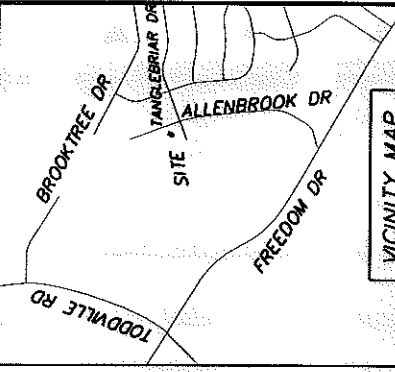 TANGLEBRIAR DR
BROOKTREE DR
ALLENBROOK DR
SITE
FREEDOM DR
TODDVILLE RD
VICINITY MAP